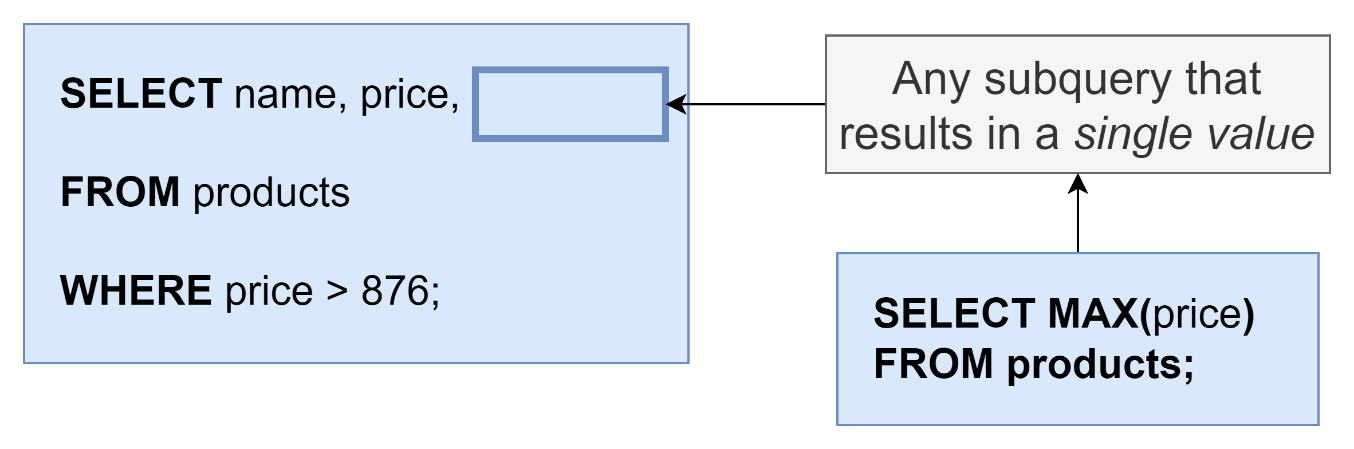 SELECT name, price,
FROM products
WHERE price > 876;
Any subquery that
results in a single value
SELECT MAX(price)
FROM products;